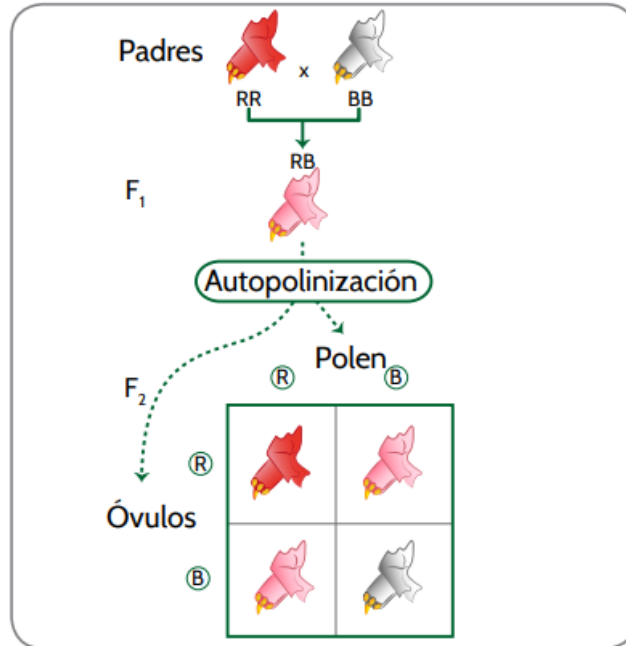 Padres
x
RR BB
RB
F1
Autopolinización
Polen
R B
F2
R
Óvulos
B